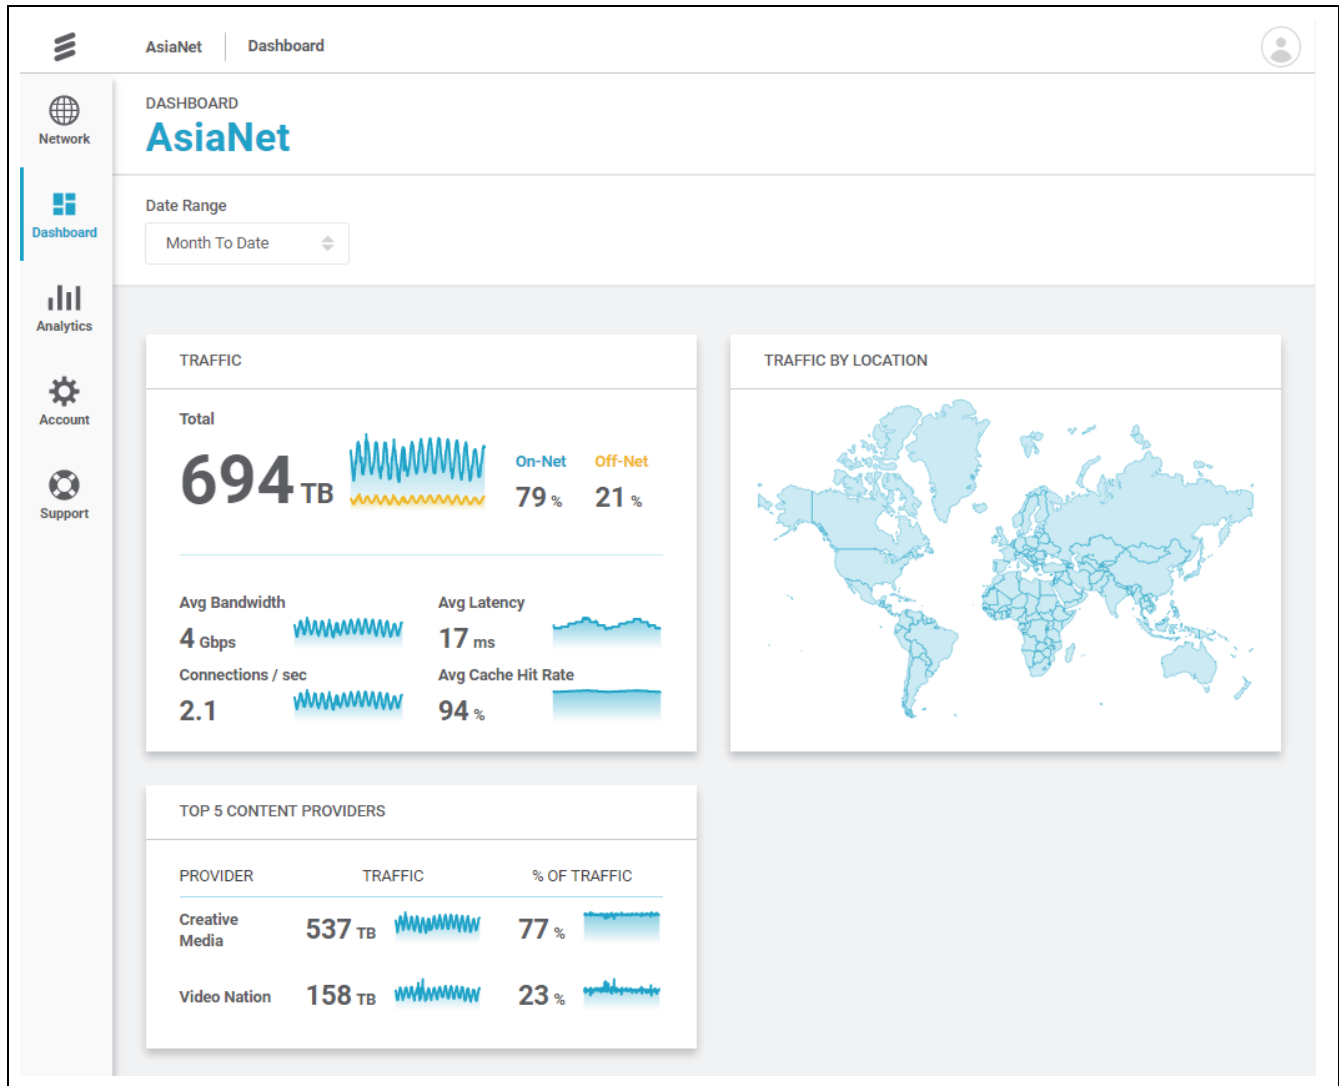 AsiaNet
Dashboard
Network
Dashboard
Analytics
Account
Support
DASHBOARD
AsiaNet
Date Range
Month To Date
TRAFFIC
Total
694 TB
On-Net Off-Net
79 % 21 %
Avg Bandwidth
4 Gbps
Avg Latency
17 ms
Connections / sec
2.1
Avg Cache Hit Rate
94 %
TRAFFIC BY LOCATION
TOP 5 CONTENT PROVIDERS
PROVIDER TRAFFIC % OF TRAFFIC
Creative
Media
537 TB 77 %
Video Nation 158 TB 23 %